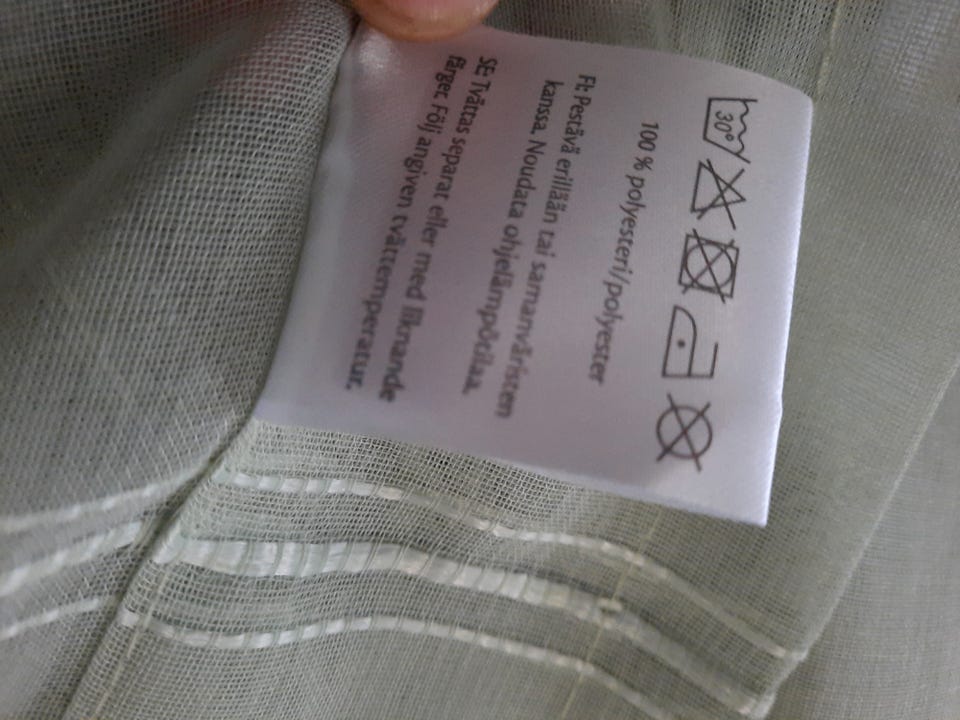 30°
100 % polyesteri/polyester
FI: Pestävä erillään tai samanväristen
kanssa. Noudata ohjelämpötilaa.
SE: Tvättas separat eller med liknande
färger. Följ angiven tvättemperatur.